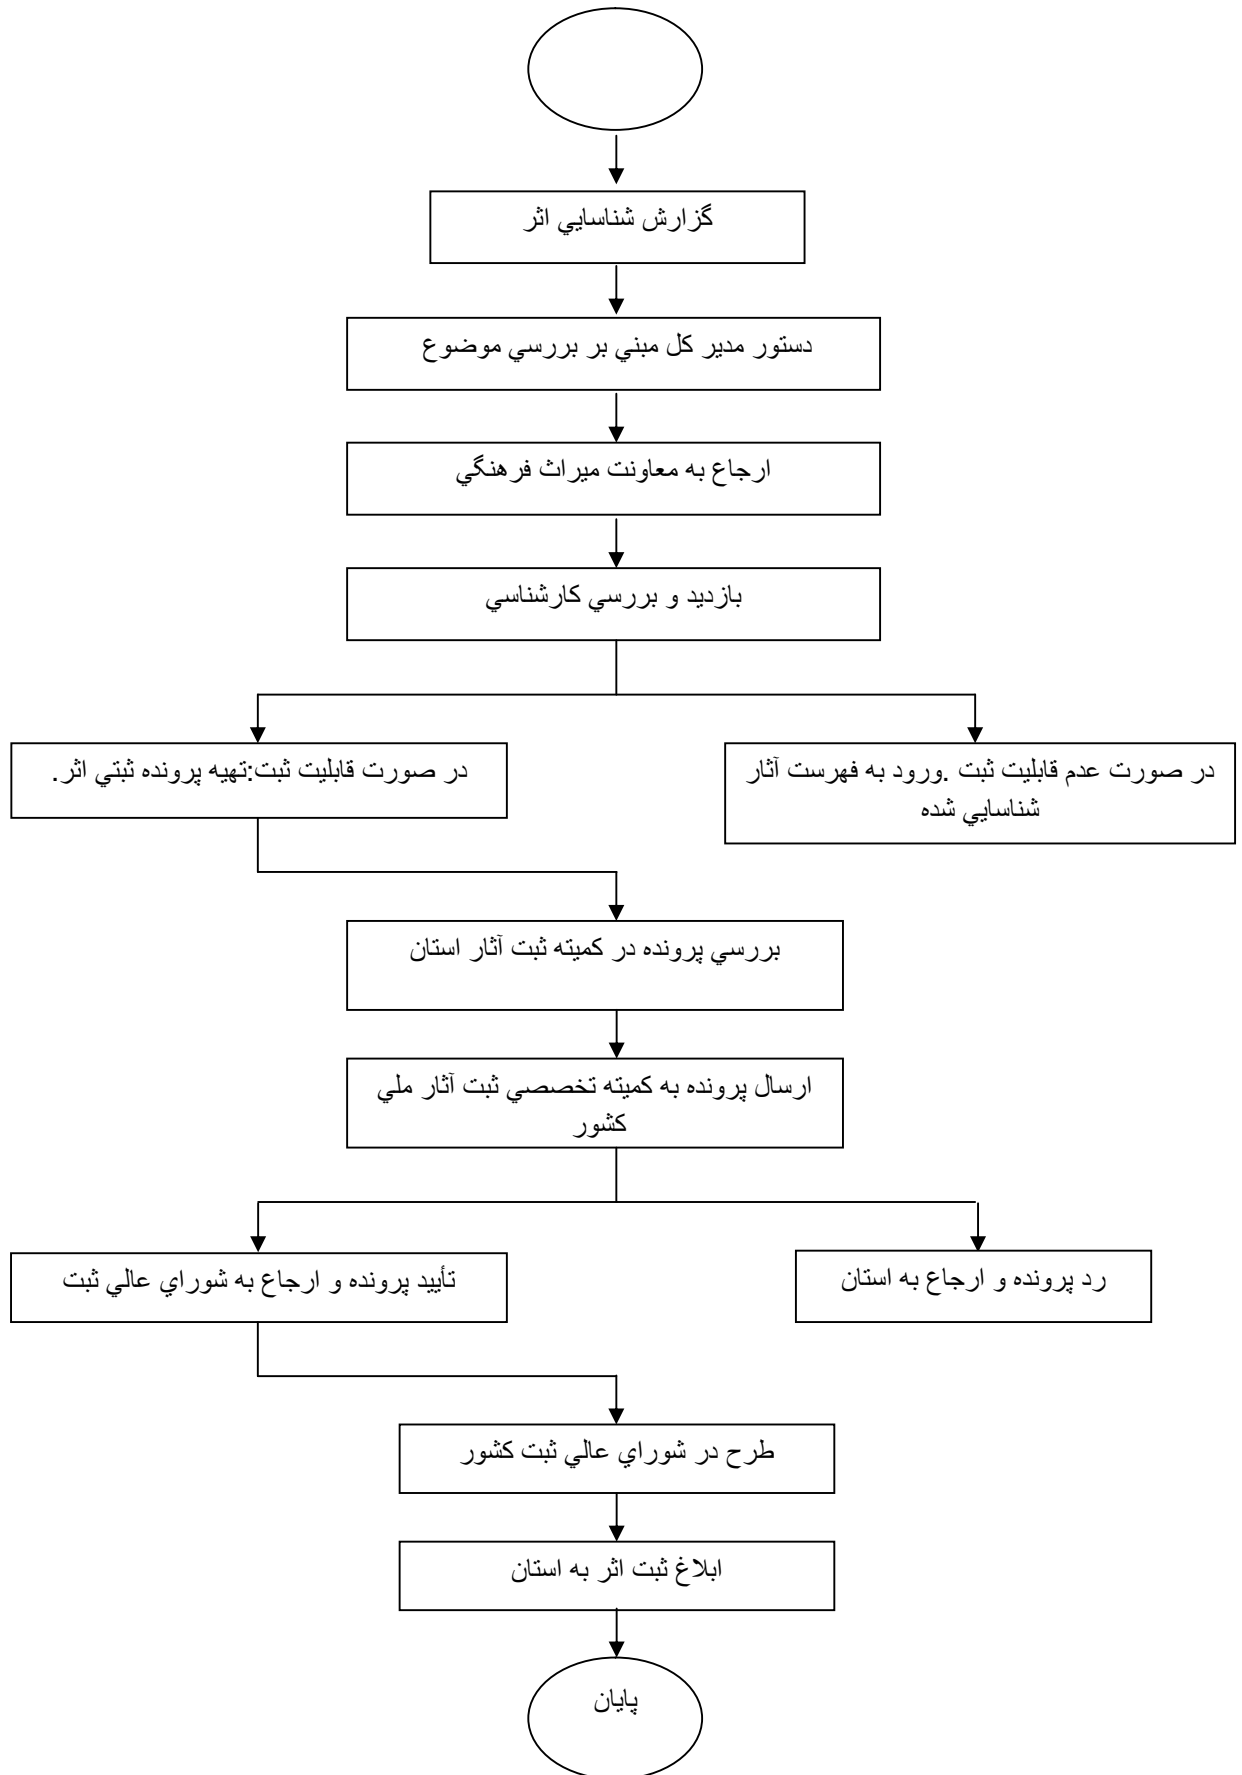 گزارش شناسايي اثر
دستور مدير كل مبني بر بررسي موضوع
ارجاع به معاونت ميراث فرهنگي
بازديد و بررسي كارشناسي
در صورت عدم قابليت ثبت .ورود به فهرست آثار
شناسايي شده
در صورت قابليت ثبت:تهيه پرونده ثبتي اثر.
بررسي پرونده در كميته ثبت آثار استان
ارسال پرونده به كميته تخصصي ثبت آثار ملي
كشور
رد پرونده و ارجاع به استان
تأييد پرونده و ارجاع به شوراي عالي ثبت
طرح در شوراي عالي ثبت كشور
ابلاغ ثبت اثر به استان
پايان